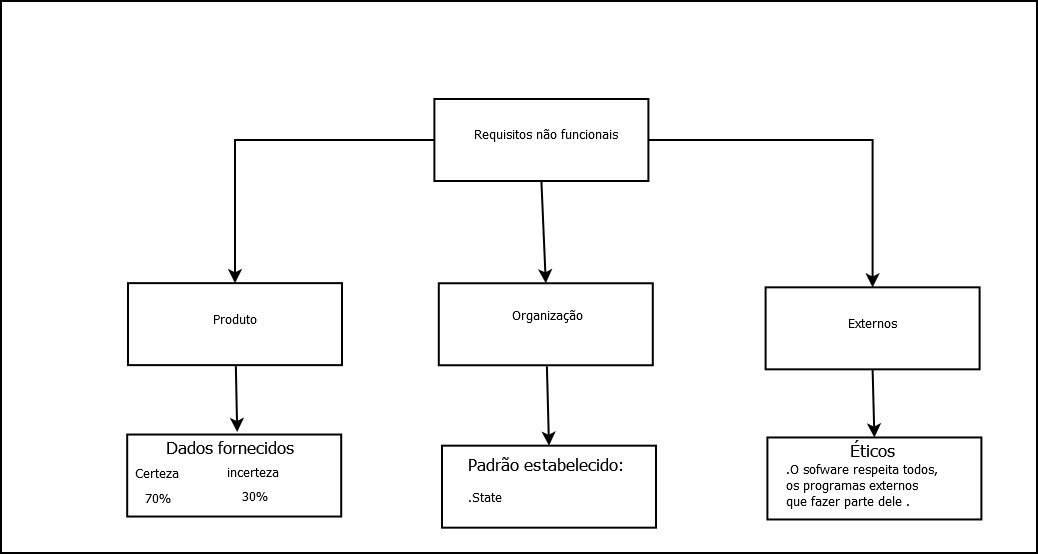 Requisitos não funcionais
Produto
Organização
Externos
Dados fornecidos
Certeza incerteza
70% 30%
Padrão estabelecido:
.State
Éticos
.O sofware respeita todos,
os programas externos
que fazer parte dele .